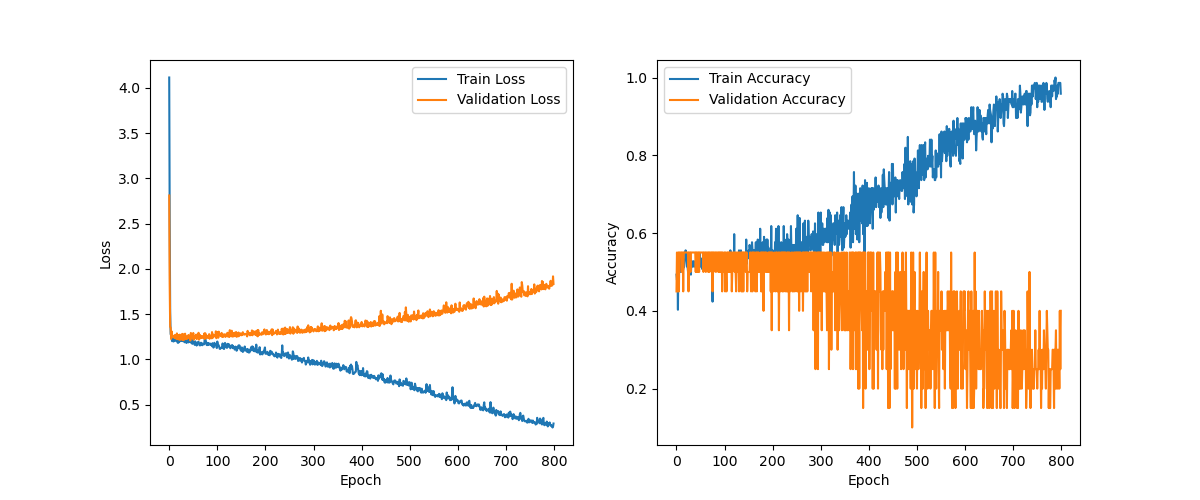 Train Loss
Validation Loss
4.0
3.5
3.0
2.5
2.0
1.5
1.0
0.5
Loss
0 100 200 300 400 500 600 700 800
Epoch
Train Accuracy
Validation Accuracy
1.0
0.8
0.6
0.4
0.2
Accuracy
0 100 200 300 400 500 600 700 800
Epoch